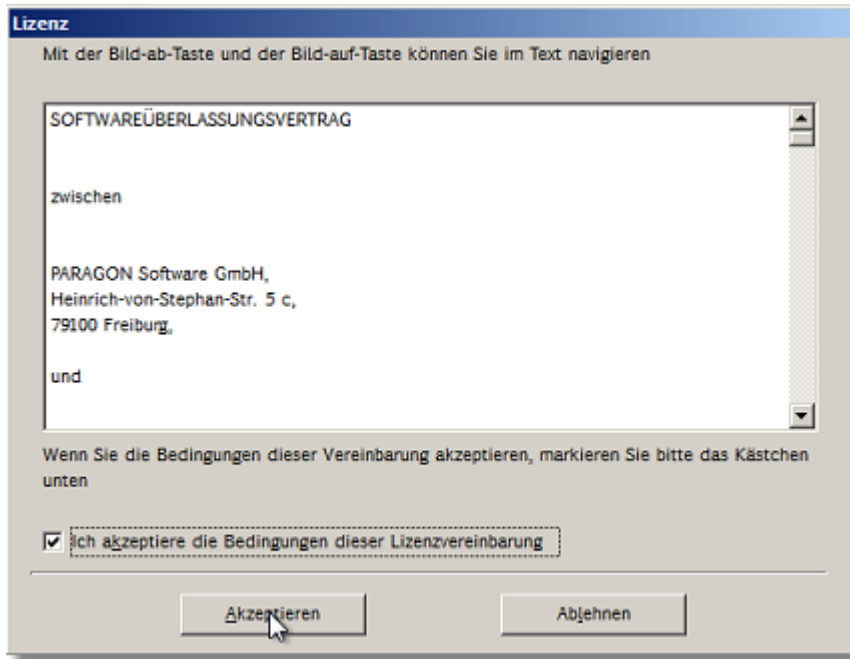 Lizenz
Mit der Bild-ab-Taste und der Bild-auf-Taste können Sie im Text navigieren
SOFTWAREÜBERLASSUNGSVERTRAG
zwischen
PARAGON Software GmbH,
Heinrich-von-Stephan-Str. 5 c,
79100 Freiburg,
und
Wenn Sie die Bedingungen dieser Vereinbarung akzeptieren, markieren Sie bitte das Kästchen
unten
Ich akzeptiere die Bedingungen dieser Lizenzvereinbarung
Akzeptieren
Ablehnen